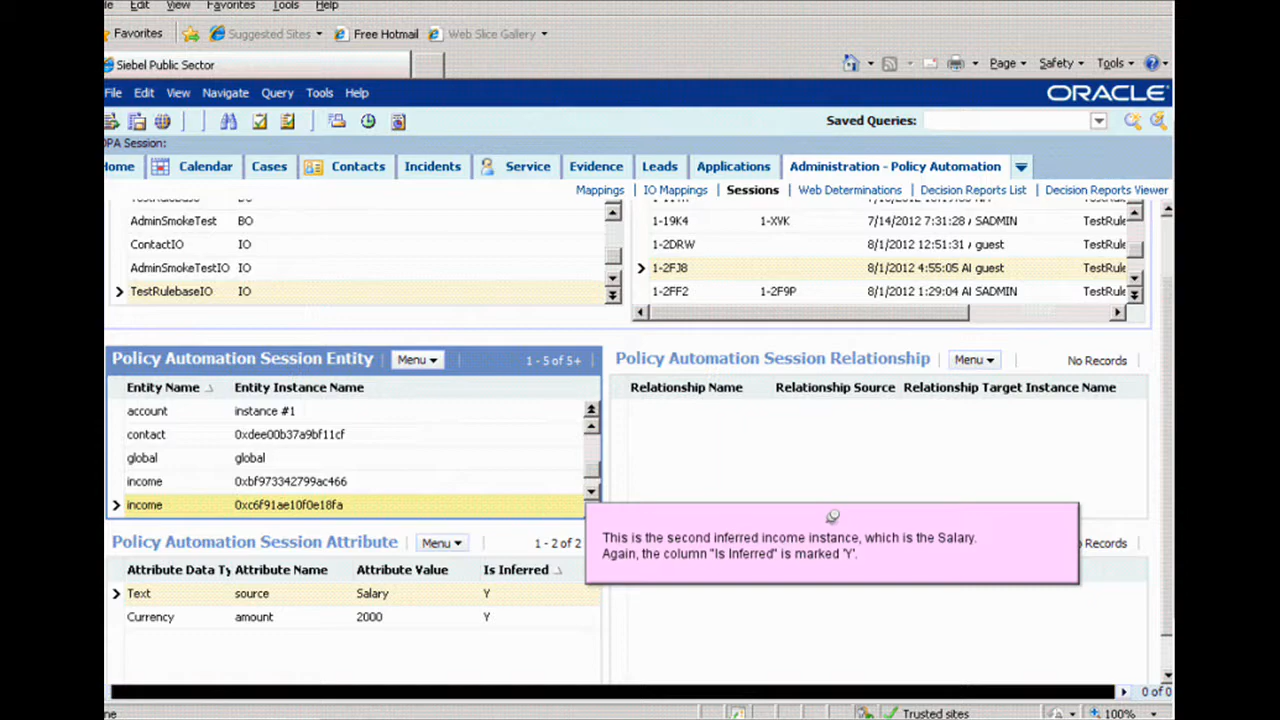 Edit View Favorites Tools Help
Favorites Suggested Sites Free Hotmail Web Slice Gallery
Siebel Public Sector Page Safety Tools
File Edit View Navigate Query Tools Help ORACLE
Saved Queries:
OPA Session:
Home Calendar Cases Contacts Incidents Service Evidence Leads Applications Administration - Policy Automation
Mappings IO Mappings Sessions Web Determinations Decision Reports List Decision Reports Viewer
TestRulebase BO
AdminSmokeTest BO 1-19K4 1-XVK 7/14/2012 7:31:28 / SADMIN TestRule
ContactIO IO 1-2DRW 8/1/2012 12:51:31 / guest TestRule
AdminSmokeTestIO IO 1-2FJ8 8/1/2012 4:55:05 AI guest TestRule
TestRulebaseIO IO 1-2FF2 1-2F9P 8/1/2012 1:29:04 AI SADMIN TestRule
Policy Automation Session Entity Menu 1 - 5 of 5+ Policy Automation Session Relationship Menu No Records
Entity Name Entity Instance Name Relationship Name Relationship Source Relationship Target Instance Name
account instance #1
contact 0xdee00b37a9bf11cf
global global
income 0xbf973342799ac466
income 0xc6f91ae10f0e18fa
This is the second inferred income instance, which is the Salary.
Again, the column "Is Inferred" is marked 'Y'.
Policy Automation Session Attribute Menu 1 - 2 of 2 Records
Attribute Data Ty Attribute Name Attribute Value Is Inferred
Text source Salary Y
Currency amount 2000 Y
0 of 0
Trusted sites 100%